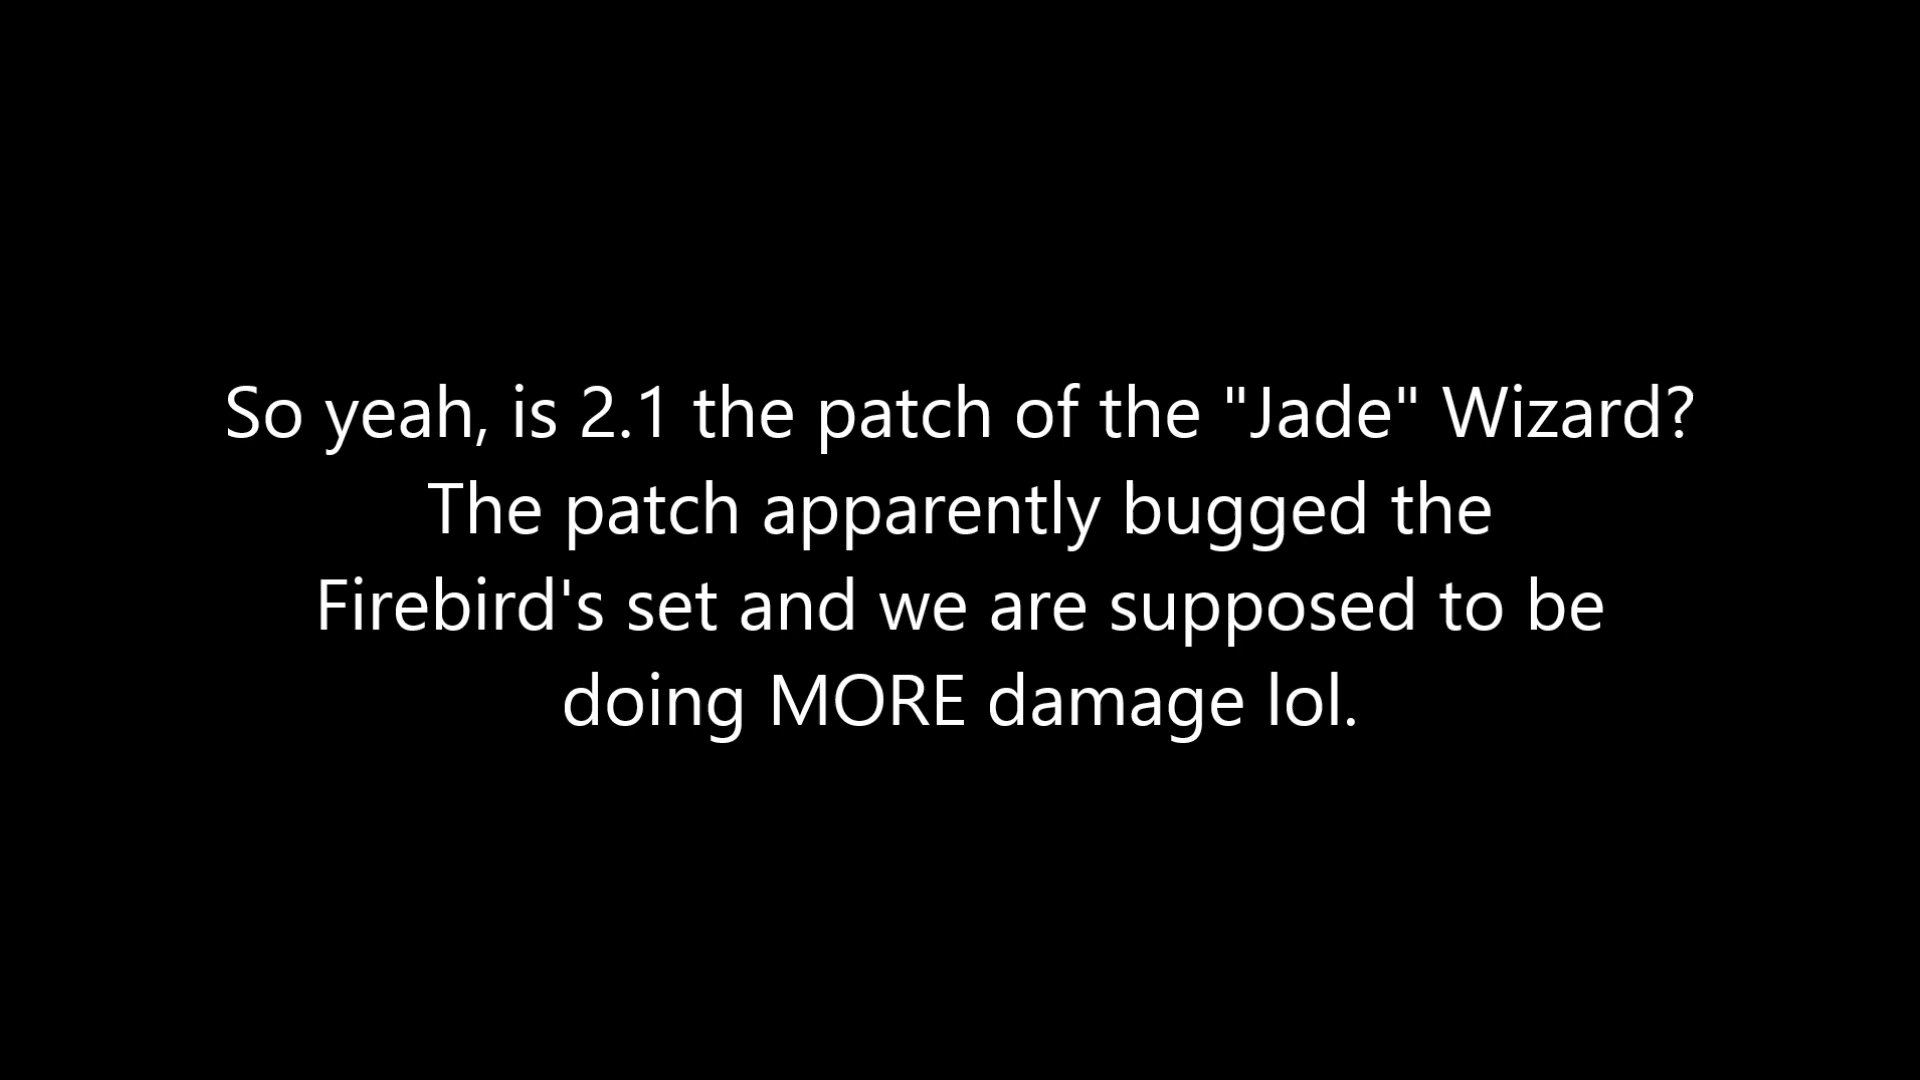 So yeah, is 2.1 the patch of the "Jade" Wizard?
The patch apparently bugged the
Firebird's set and we are supposed to be
doing MORE damage lol.